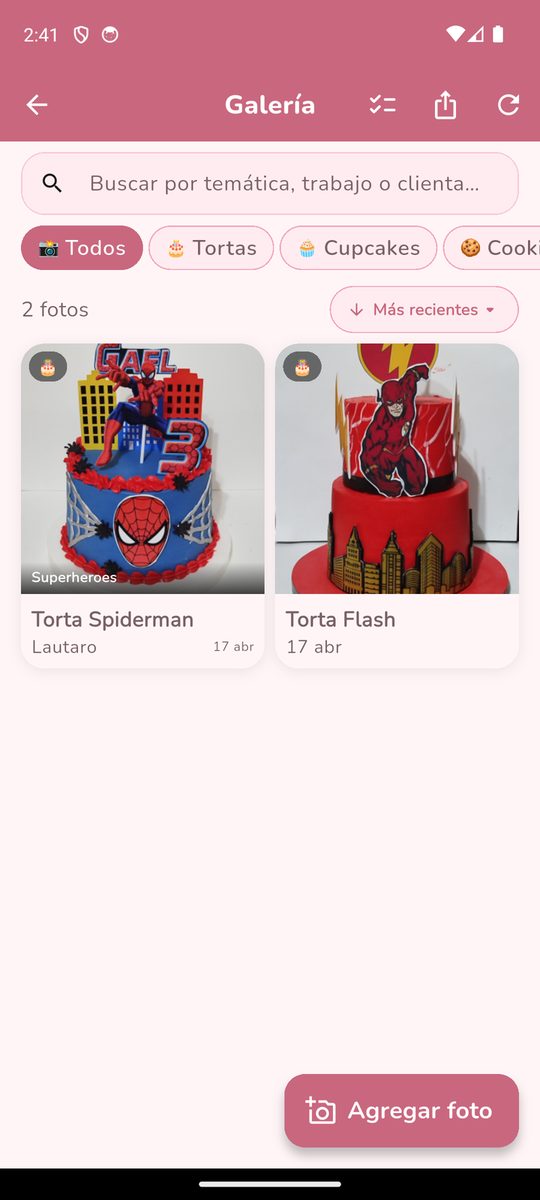 2:41
Galería
Buscar por temática, trabajo o clienta...
Todos
Tortas
Cupcakes
Cooki
2 fotos
Más recientes
GAEL
3
Superheroes
Torta Spiderman
Lautaro
17 abr
Torta Flash
17 abr
Agregar foto